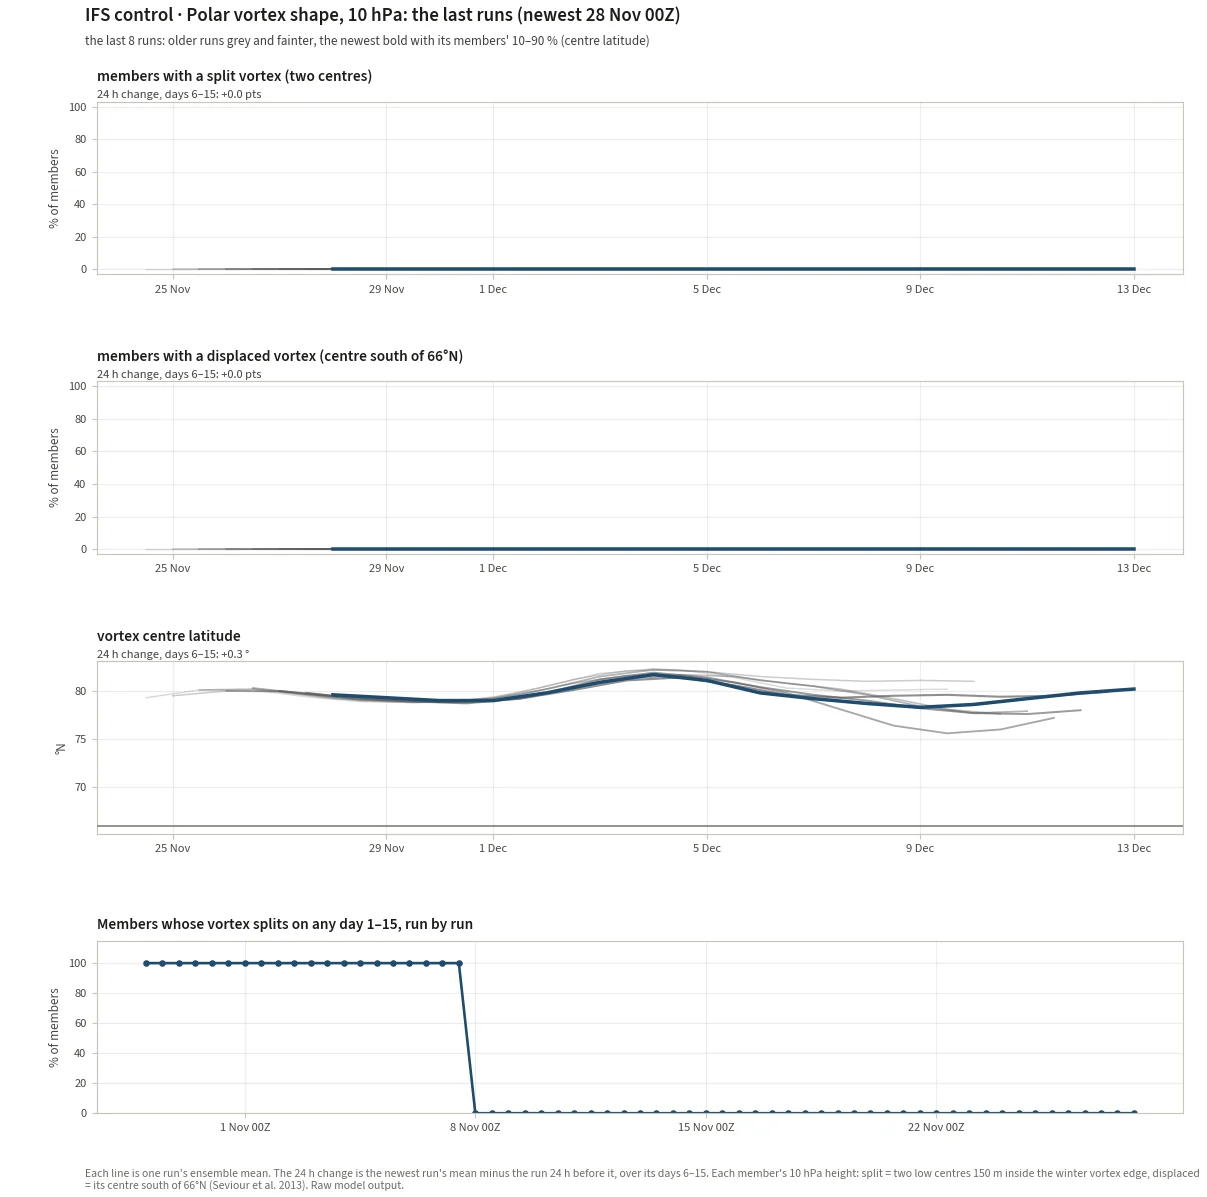 IFS control · Polar vortex shape, 10 hPa: the last runs (newest 28 Nov 00Z)
the last 8 runs: older runs grey and fainter, the newest bold with its members' 10–90 % (centre latitude)
members with a split vortex (two centres)
24 h change, days 6–15: +0.0 pts
% of members
100
80
60
40
20
0
25 Nov 29 Nov 1 Dec 5 Dec 9 Dec 13 Dec
members with a displaced vortex (centre south of 66°N)
24 h change, days 6–15: +0.0 pts
% of members
100
80
60
40
20
0
25 Nov 29 Nov 1 Dec 5 Dec 9 Dec 13 Dec
vortex centre latitude
24 h change, days 6–15: +0.3 °
°N
80
75
70
25 Nov 29 Nov 1 Dec 5 Dec 9 Dec 13 Dec
Members whose vortex splits on any day 1–15, run by run
% of members
100
80
60
40
20
0
1 Nov 00Z 8 Nov 00Z 15 Nov 00Z 22 Nov 00Z
Each line is one run's ensemble mean. The 24 h change is the newest run's mean minus the run 24 h before it, over its days 6–15. Each member's 10 hPa height: split = two low centres 150 m inside the winter vortex edge, displaced
= its centre south of 66°N (Seviour et al. 2013). Raw model output.